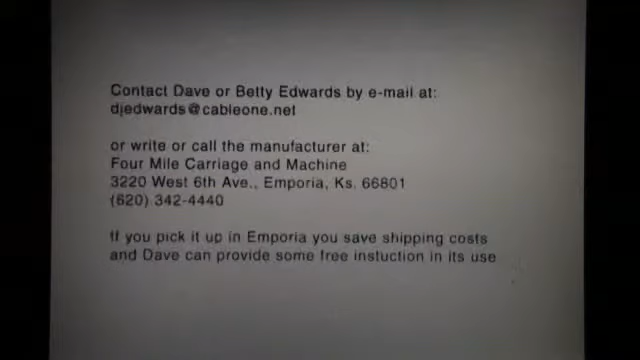 Contact Dave or Betty Edwards by e-mail at:
djedwards@cableone.net
or write or call the manufacturer at:
Four Mile Carriage and Machine
3220 West 6th Ave., Emporia, Ks. 66801
(620) 342-4440
If you pick it up in Emporia you save shipping costs
and Dave can provide some free instuction in its use